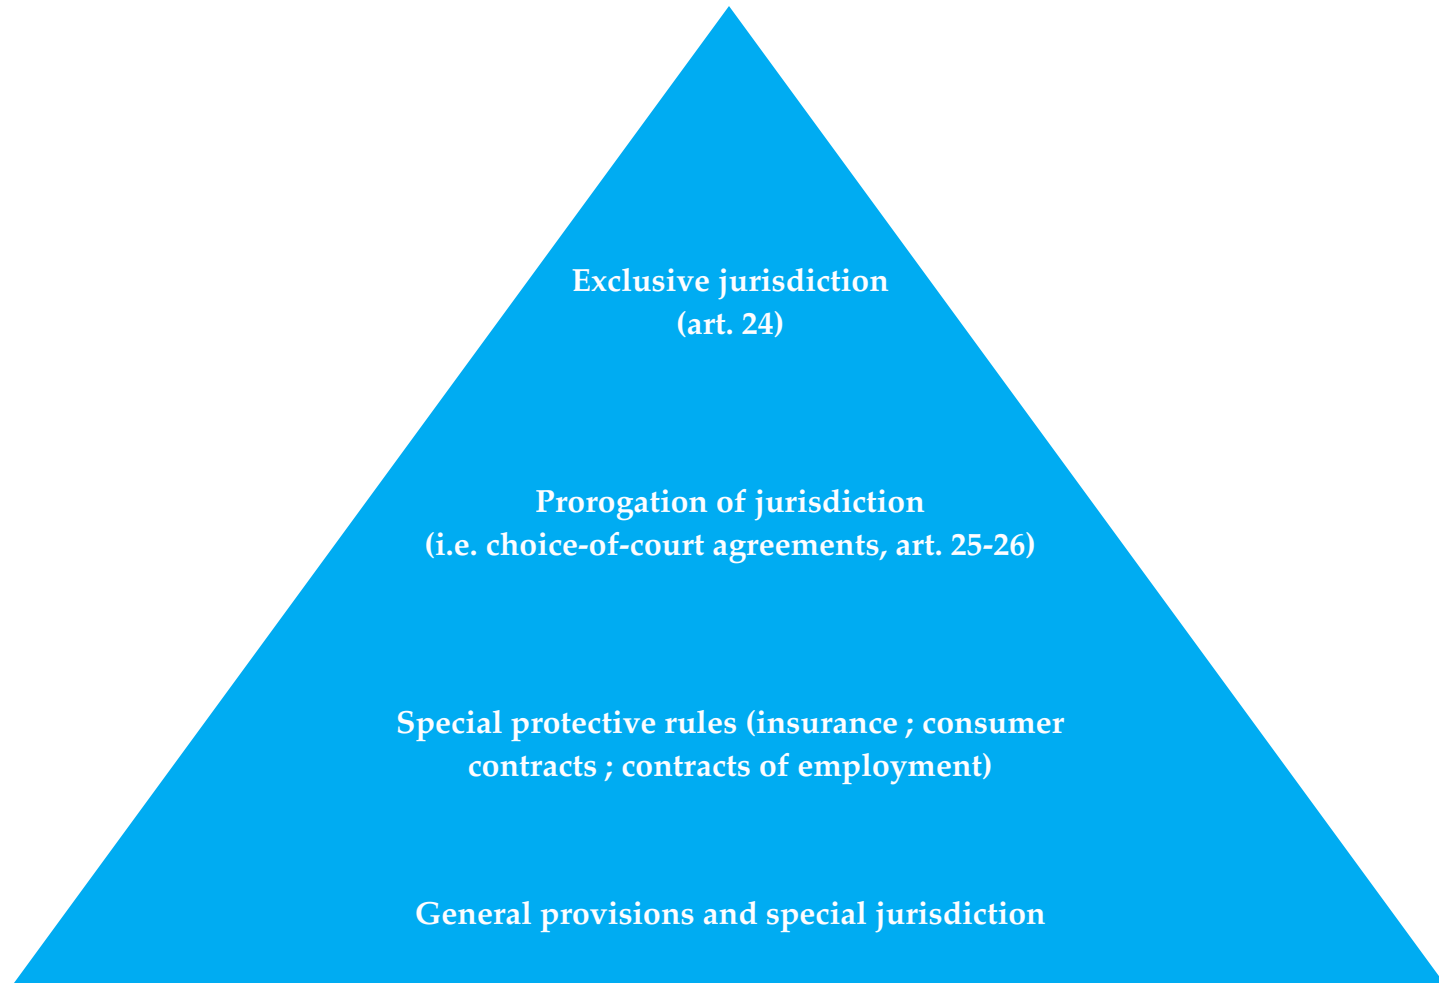 Exclusive jurisdiction
(art. 24)
Prorogation of jurisdiction
(i.e. choice-of-court agreements, art. 25-26)
Special protective rules (insurance ; consumer
contracts ; contracts of employment)
General provisions and special jurisdiction